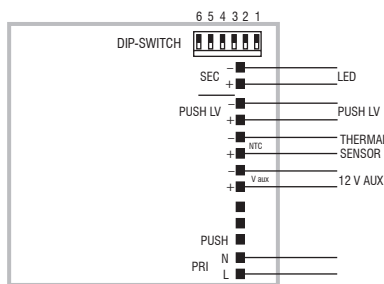 6 5 4 3 2 1
DIP-SWITCH
SEC
−
+
LED
PUSH LV
−
+
PUSH LV
−
+
NTC
THERMAL
SENSOR
−
+
V aux
12 V AUX
PUSH
PRI
N
L